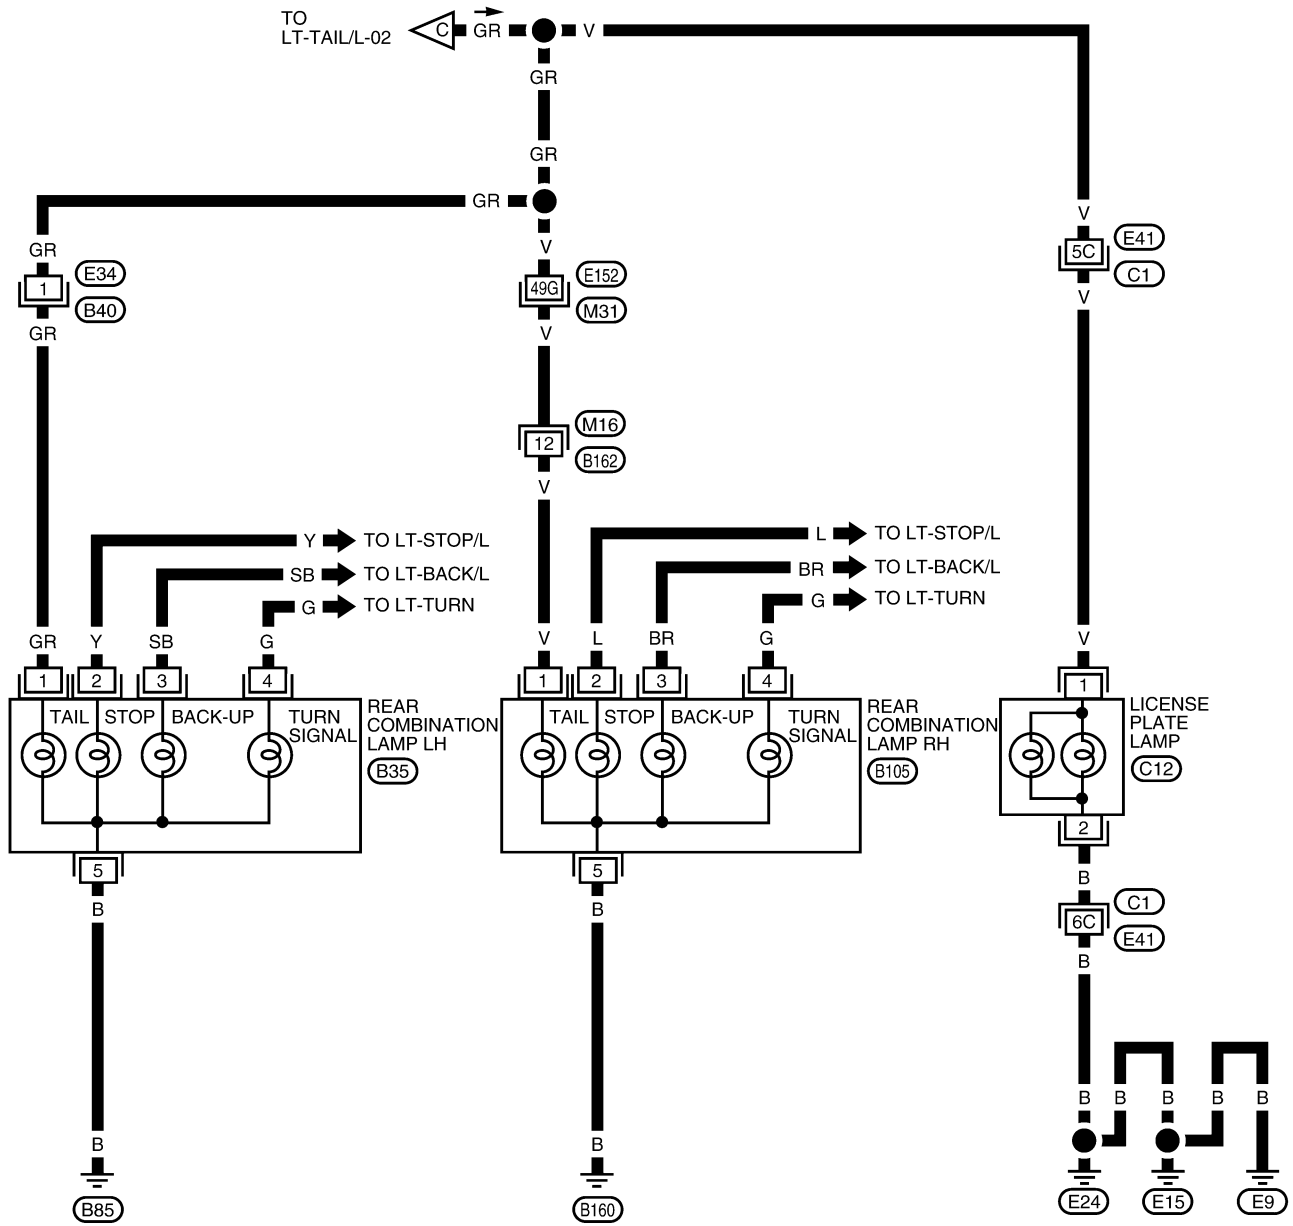 TO
LT-TAIL/L-02
C
GR
V
GR
GR
GR
V
V
GR
1
E34
B40
49G
E152
M31
5C
E41
C1
GR
V
V
12
M16
B162
V
Y
TO LT-STOP/L
SB
TO LT-BACK/L
G
TO LT-TURN
L
TO LT-STOP/L
BR
TO LT-BACK/L
G
TO LT-TURN
GR
Y
SB
G
V
L
BR
G
V
1
2
3
4
1
2
3
4
1
TAIL
STOP
BACK-UP
TURN
SIGNAL
REAR
COMBINATION
LAMP LH
B35
TAIL
STOP
BACK-UP
TURN
SIGNAL
REAR
COMBINATION
LAMP RH
B105
LICENSE
PLATE
LAMP
C12
5
5
2
B
B
B
6C
C1
E41
B
B
B
B
B
B
B
B
B85
B160
E24
E15
E9